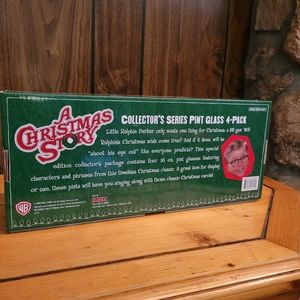 A
CHRISTMAS
STORY
COLLECTOR'S SERIES PINT GLASS 4-PACK
Little Ralphie Parker only wants one thing for Christmas: a BB gun. Will
Ralphie's Christmas wish come true? And if it does, will he
"shoot his eye out" like everyone predicts? This special
edition collector's package contains four 16 oz. pint glasses featuring
characters and phrases from this timeless Christmas classic. A great item for display
or use, these pints will have you singing along with those classic Christmas carols!
WB